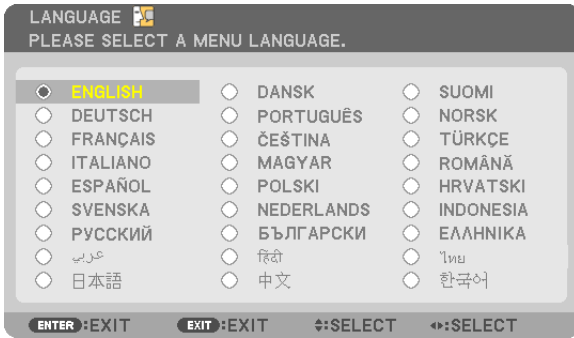 LANGUAGE
PLEASE SELECT A MENU LANGUAGE.
ENGLISH DANSK SUOMI
DEUTSCH PORTUGUÊS NORSK
FRANÇAIS ČEŠTINA TÜRKÇE
ITALIANO MAGYAR ROMÂNĂ
ESPAÑOL POLSKI HRVATSKI
SVENSKA NEDERLANDS INDONESIA
РУССКИЙ БЪЛГАРСКИ ΕΛΛΗΝΙΚΑ
عربي हिंदी ไทย
日本語 中文 한국어
ENTER :EXIT EXIT :EXIT :SELECT :SELECT